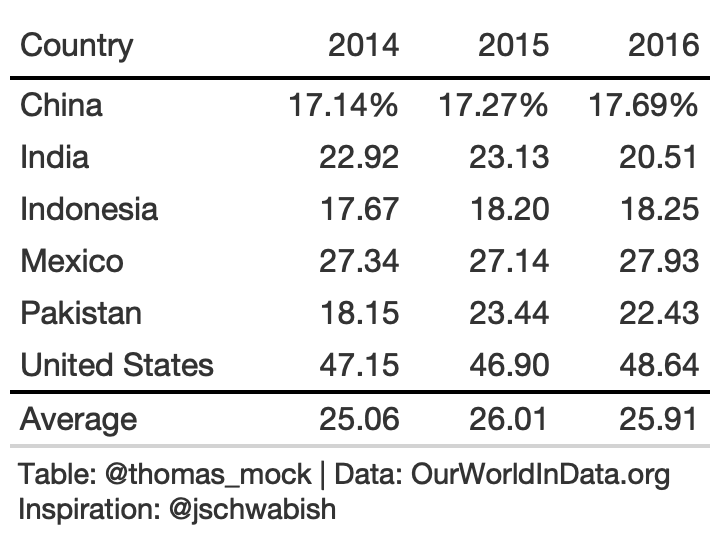 Country 2014 2015 2016
China 17.14% 17.27% 17.69%
India 22.92 23.13 20.51
Indonesia 17.67 18.20 18.25
Mexico 27.34 27.14 27.93
Pakistan 18.15 23.44 22.43
United States 47.15 46.90 48.64
Average 25.06 26.01 25.91
Table: @thomas_mock | Data: OurWorldInData.org
Inspiration: @jschwabish